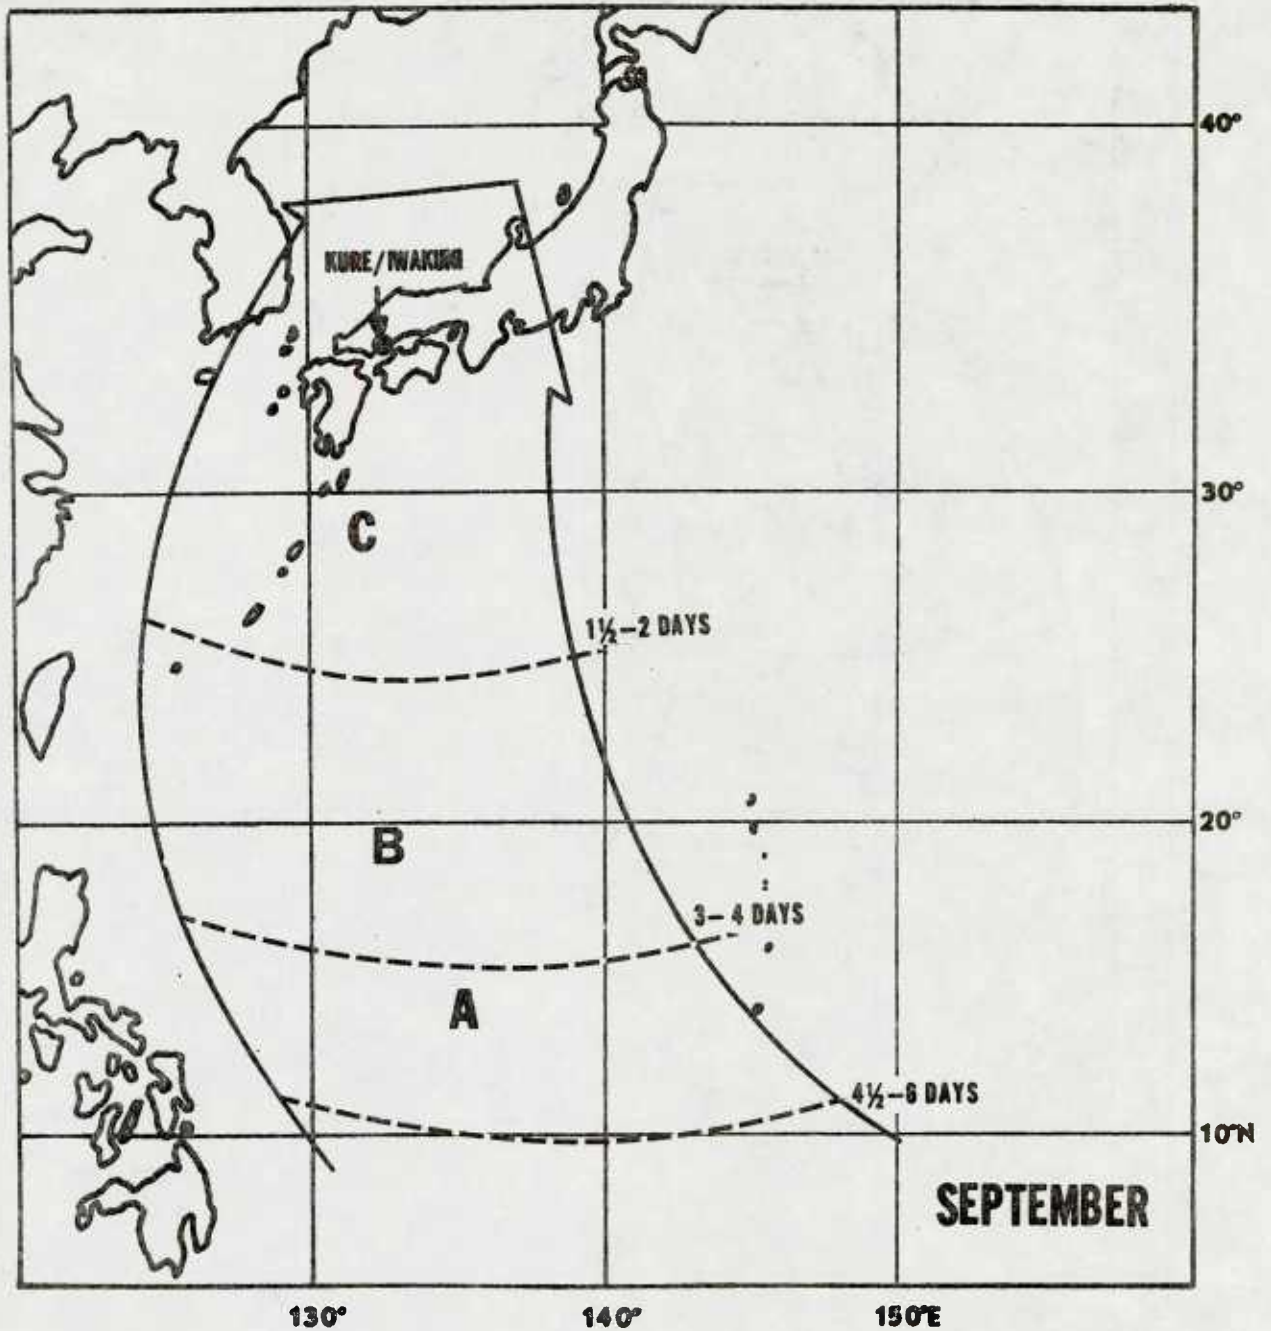 40°
KURE/IWAKUNI
30°
C
1½–2 DAYS
20°
B
3–4 DAYS
A
4½–6 DAYS
10°N
SEPTEMBER
130° 140° 150°E